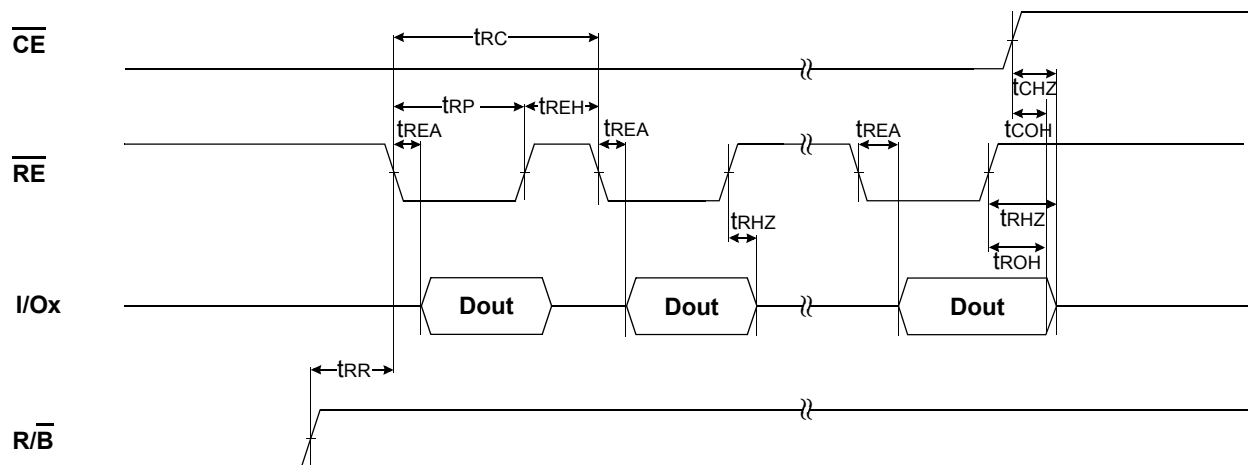 CE
tRC
tCHZ
tRP
tREH
tCOH
tREA
tREA
tREA
RE
tRHZ
tRHZ
tROH
I/Ox
Dout
Dout
Dout
tRR
R/B